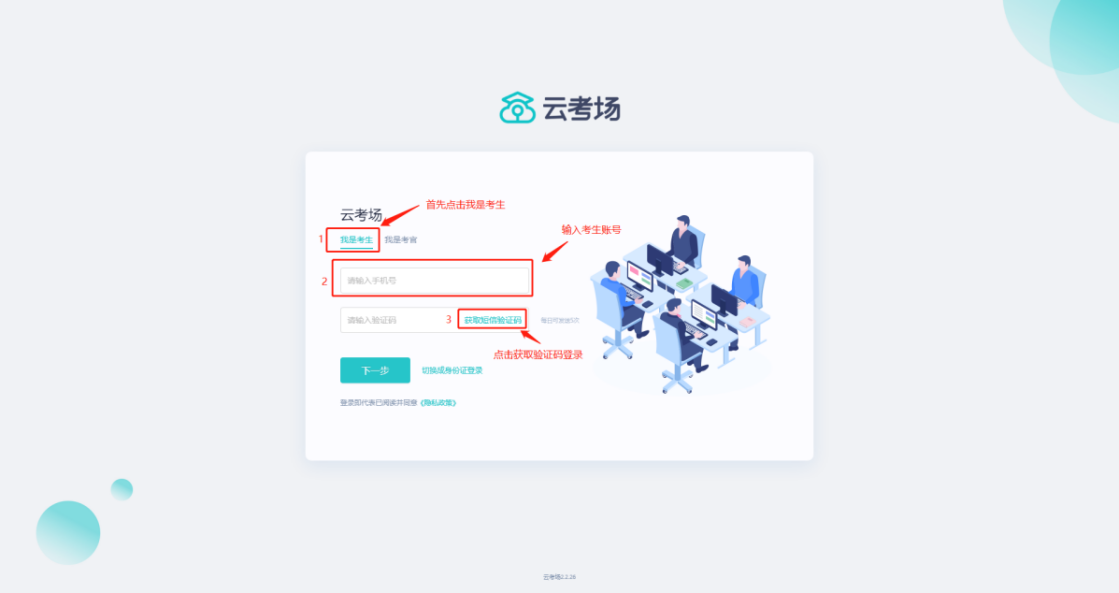 云考场
首先点击我是考生
云考场
输入考生账号
1 我是考生 我是考官
2 请输入手机号
请输入验证码 3 获取短信验证码 每日可发送5次
点击获取验证码登录
下一步 切换成身份证登录
登录即代表已阅读并同意《隐私政策》
云考场2.2.26